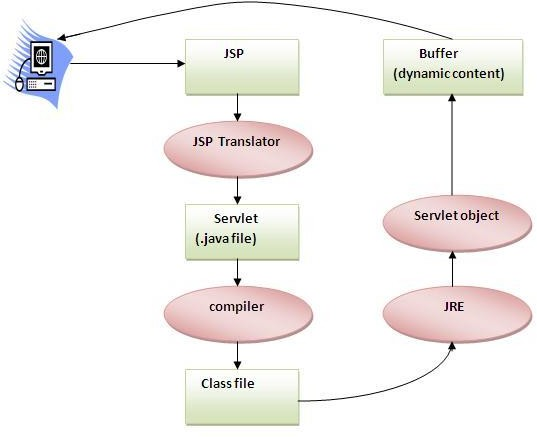 JSP
JSP Translator
Servlet
(.java file)
compiler
Class file
JRE
Servlet object
Buffer
(dynamic content)